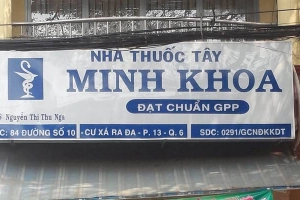 NHÀ THUỐC TÂY
MINH KHOA
ĐẠT CHUẨN GPP
Nguyễn Thị Thu Nga
C: 84 ĐƯỜNG SỐ 10 - CƯ XÁ RA ĐA - P. 13 - Q. 6 SDC: 0291/GCNĐKKDT